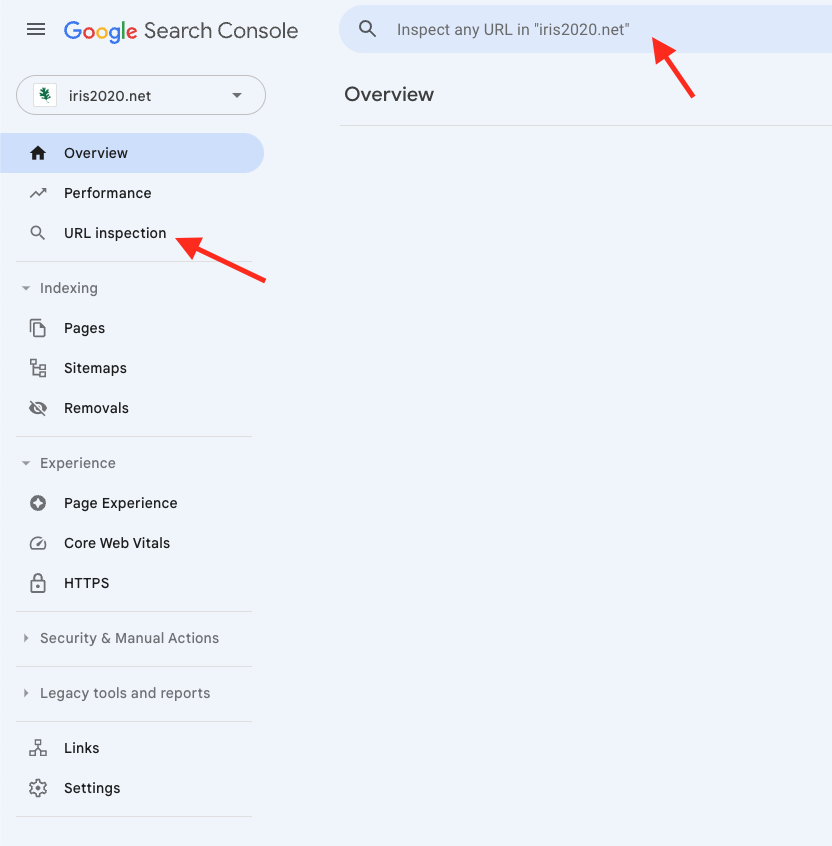 Google Search Console
Inspect any URL in "iris2020.net"
iris2020.net
Overview
Overview
Performance
URL inspection
Indexing
Pages
Sitemaps
Removals
Experience
Page Experience
Core Web Vitals
HTTPS
Security & Manual Actions
Legacy tools and reports
Links
Settings